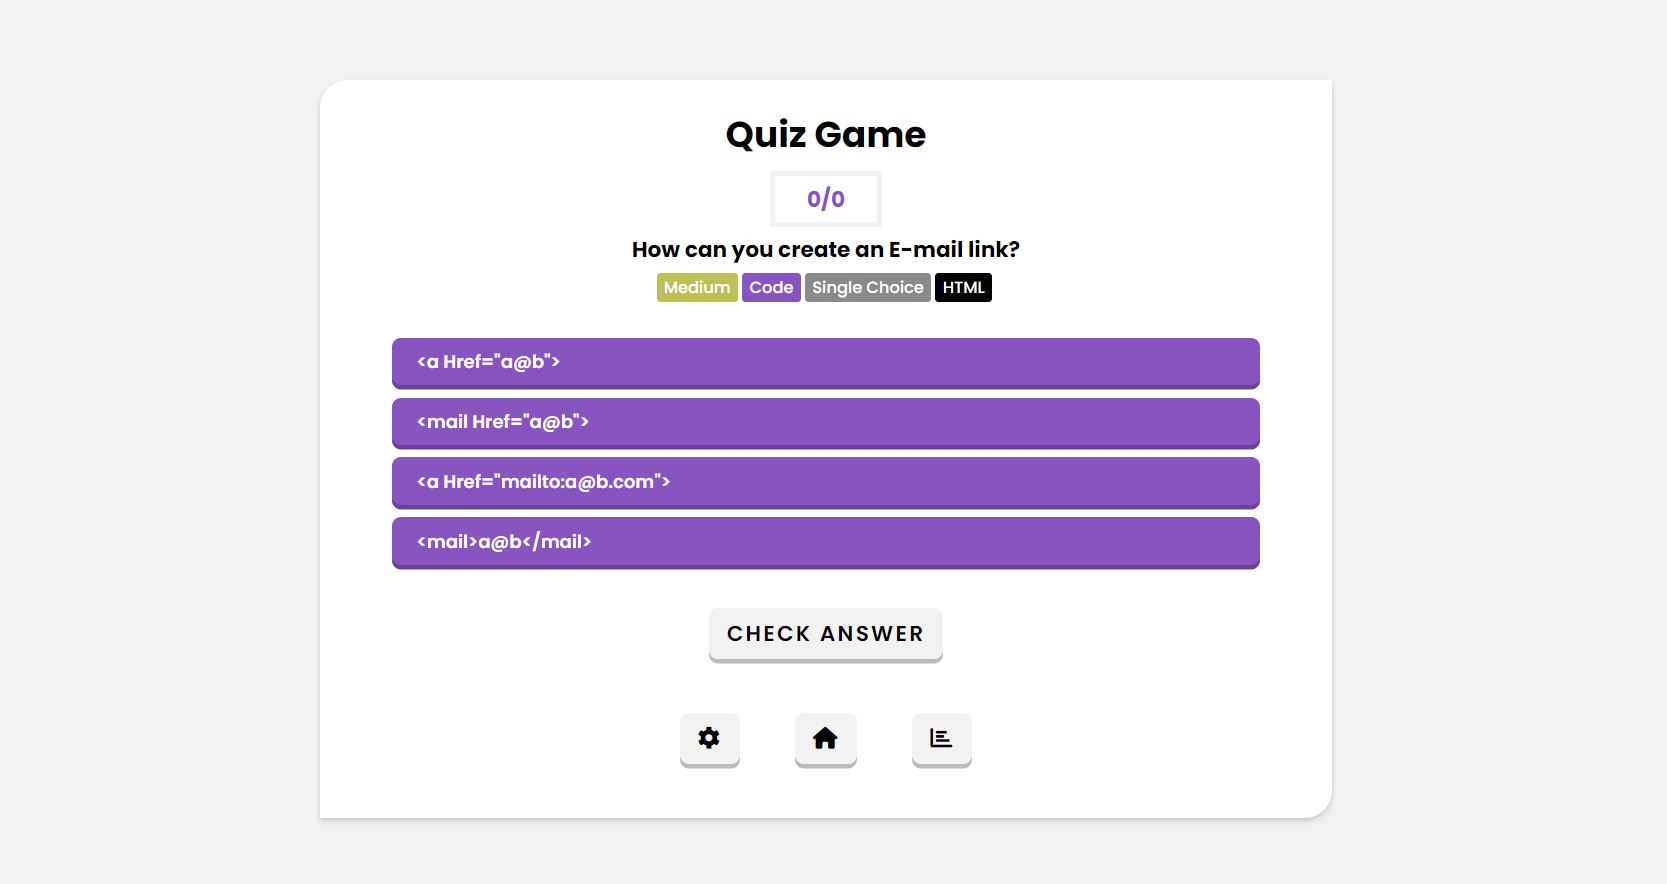 Quiz Game
0/0
How can you create an E-mail link?
Medium Code Single Choice HTML
<a Href="a@b">
<mail Href="a@b">
<a Href="mailto:a@b.com">
<mail>a@b</mail>
CHECK ANSWER